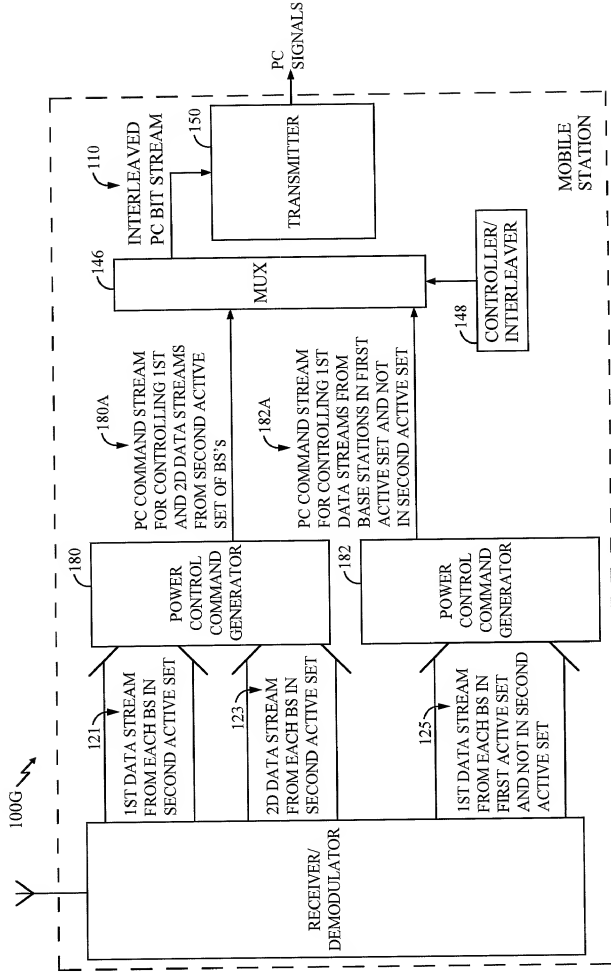 100G
RECEIVER/
DEMODULATOR
121
1ST DATA STREAM
FROM EACH BS IN
SECOND ACTIVE SET
123
2D DATA STREAM
FROM EACH BS IN
SECOND ACTIVE SET
125
1ST DATA STREAM
FROM EACH BS IN
FIRST ACTIVE SET
AND NOT IN SECOND
ACTIVE SET
180
POWER
CONTROL
COMMAND
GENERATOR
182
POWER
CONTROL
COMMAND
GENERATOR
180A
PC COMMAND STREAM
FOR CONTROLLING 1ST
AND 2D DATA STREAMS
FROM SECOND ACTIVE
SET OF BS's
182A
PC COMMAND STREAM
FOR CONTROLLING 1ST
DATA STREAMS FROM
BASE STATIONS IN FIRST
ACTIVE SET AND NOT
IN SECOND ACTIVE SET
146
MUX
148
CONTROLLER/
INTERLEAVER
110
INTERLEAVED
PC BIT STREAM
150
TRANSMITTER
PC
SIGNALS
MOBILE
STATION